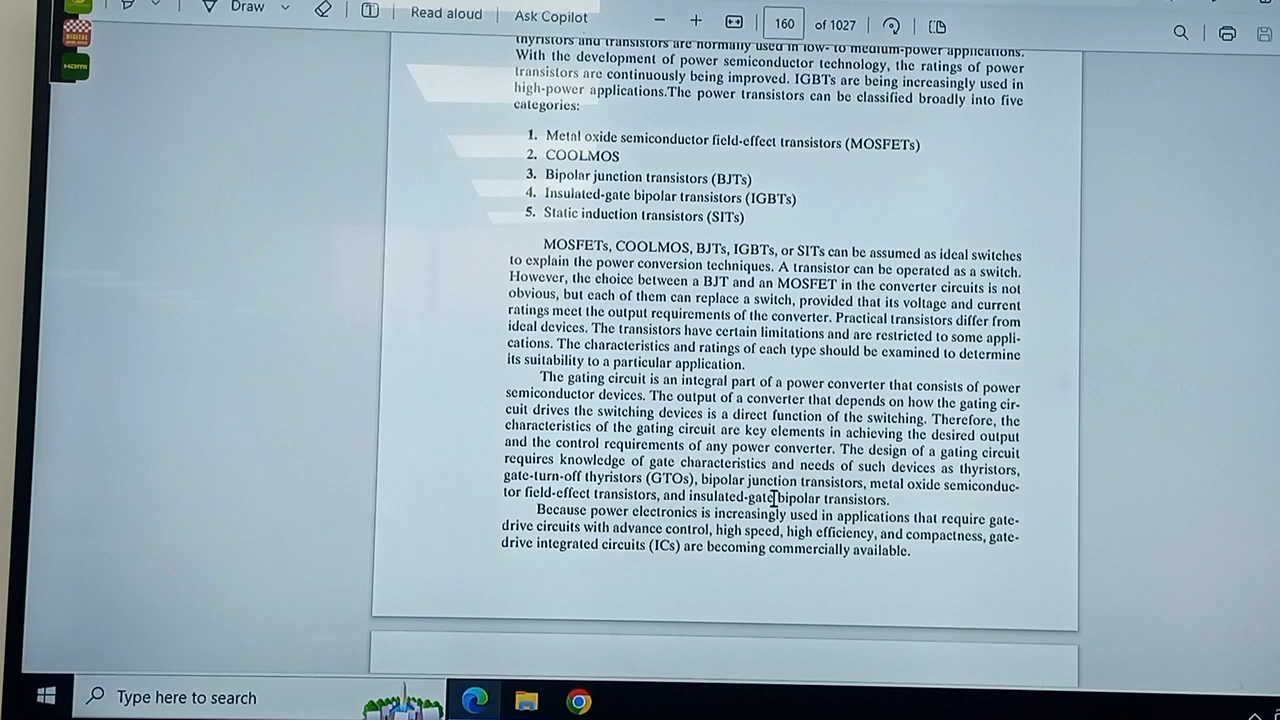 Draw
Read aloud
Ask Copilot
160
of 1027
DIGITAL
HDMI
thyristors and transistors are normally used in low- to medium-power applications.
With the development of power semiconductor technology, the ratings of power
transistors are continuously being improved. IGBTs are being increasingly used in
high-power applications.The power transistors can be classified broadly into five
categories:
1. Metal oxide semiconductor field-effect transistors (MOSFETs)
2. COOLMOS
3. Bipolar junction transistors (BJTs)
4. Insulated-gate bipolar transistors (IGBTs)
5. Static induction transistors (SITs)
MOSFETs, COOLMOS, BJTs, IGBTs, or SITs can be assumed as ideal switches
to explain the power conversion techniques. A transistor can be operated as a switch.
However, the choice between a BJT and an MOSFET in the converter circuits is not
obvious, but each of them can replace a switch, provided that its voltage and current
ratings meet the output requirements of the converter. Practical transistors differ from
ideal devices. The transistors have certain limitations and are restricted to some appli-
cations. The characteristics and ratings of each type should be examined to determine
its suitability to a particular application.
The gating circuit is an integral part of a power converter that consists of power
semiconductor devices. The output of a converter that depends on how the gating cir-
cuit drives the switching devices is a direct function of the switching. Therefore, the
characteristics of the gating circuit are key elements in achieving the desired output
and the control requirements of any power converter. The design of a gating circuit
requires knowledge of gate characteristics and needs of such devices as thyristors,
gate-turn-off thyristors (GTOs), bipolar junction transistors, metal oxide semiconduc-
tor field-effect transistors, and insulated-gate bipolar transistors.
Because power electronics is increasingly used in applications that require gate-
drive circuits with advance control, high speed, high efficiency, and compactness, gate-
drive integrated circuits (ICs) are becoming commercially available.
Type here to search